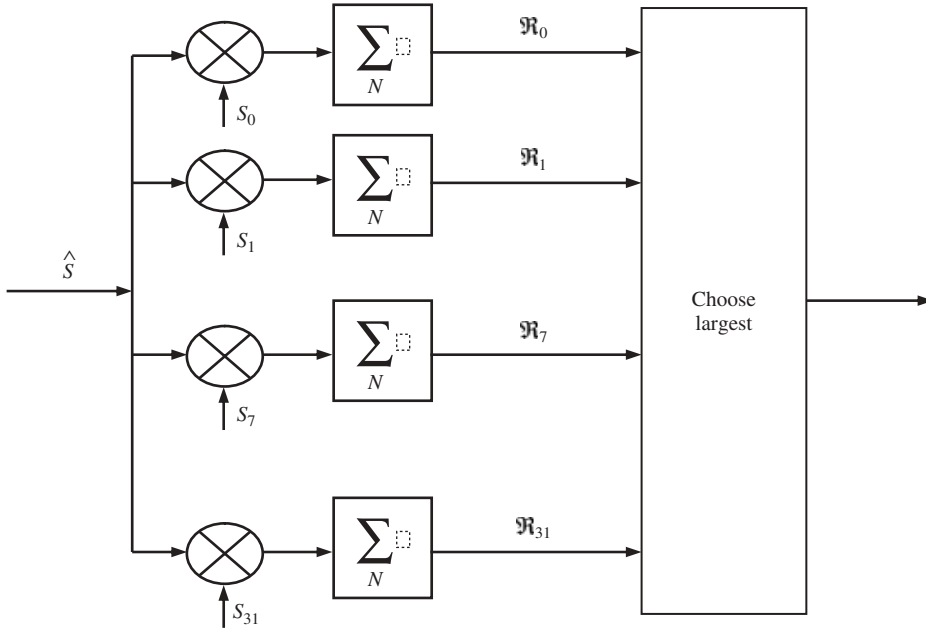 ∑ □
N
ℜ₀
S₀
∑ □
N
ℜ₁
S₁
Ŝ
Choose
largest
∑ □
N
ℜ₇
S₇
∑ □
N
ℜ₃₁
S₃₁